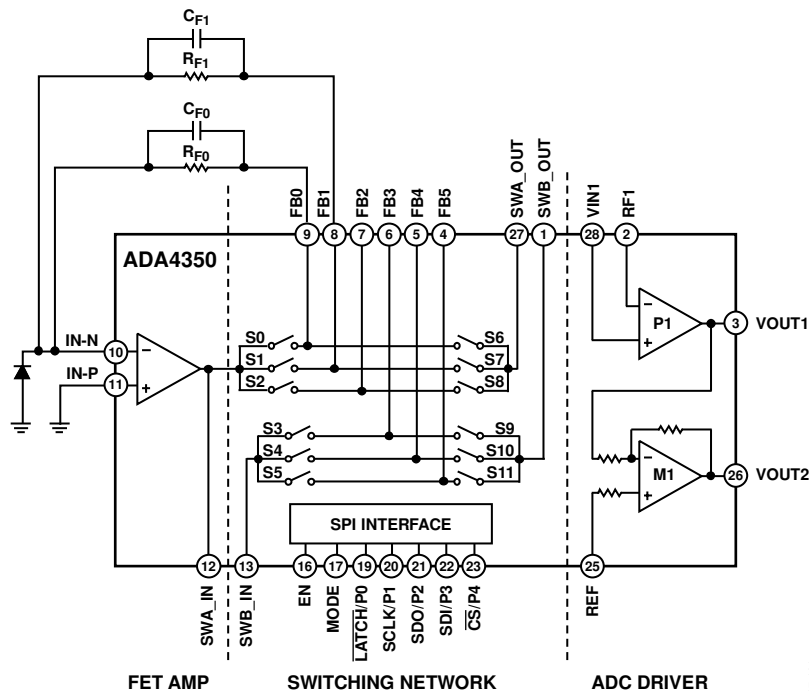 CF1
RF1
CF0
RF0
FB0
FB1
FB2
FB3
FB4
FB5
SWA_OUT
SWB_OUT
VIN1
RF1
9
8
7
6
5
4
27
1
28
2
ADA4350
IN-N
10
IN-P
11
S0
S1
S2
S6
S7
S8
S3
S4
S5
S9
S10
S11
P1
3
VOUT1
M1
26
VOUT2
SPI INTERFACE
12
13
16
17
19
20
21
22
23
25
SWA_IN
SWB_IN
EN
MODE
LATCH/P0
SCLK/P1
SDO/P2
SDI/P3
CS/P4
REF
FET AMP
SWITCHING NETWORK
ADC DRIVER